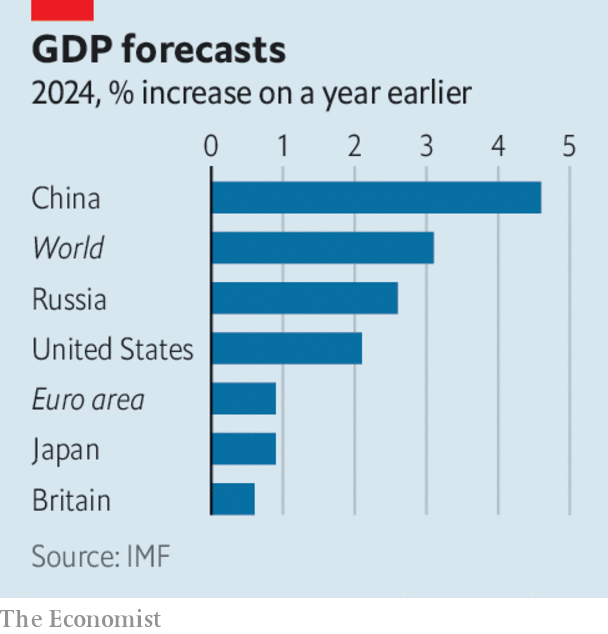 GDP forecasts
2024, % increase on a year earlier
0 1 2 3 4 5
China
World
Russia
United States
Euro area
Japan
Britain
Source: IMF
The Economist